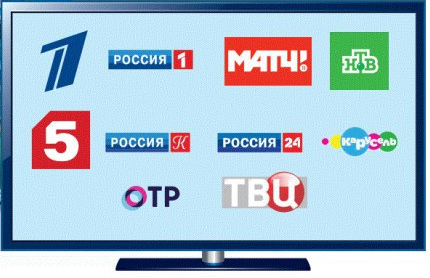 1
РОССИЯ 1
МАТЧ!
НТВ
5
РОССИЯ К
РОССИЯ 24
Карусель
ОТР
ТВЦ